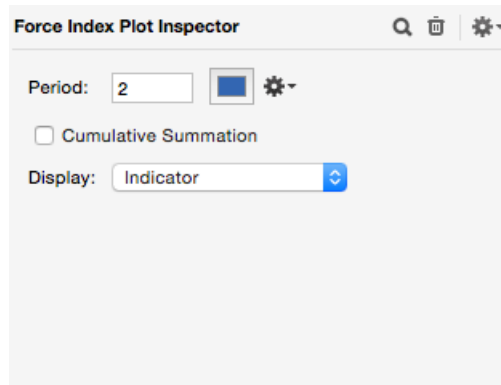 Force Index Plot Inspector
Period: 2
Cumulative Summation
Display: Indicator